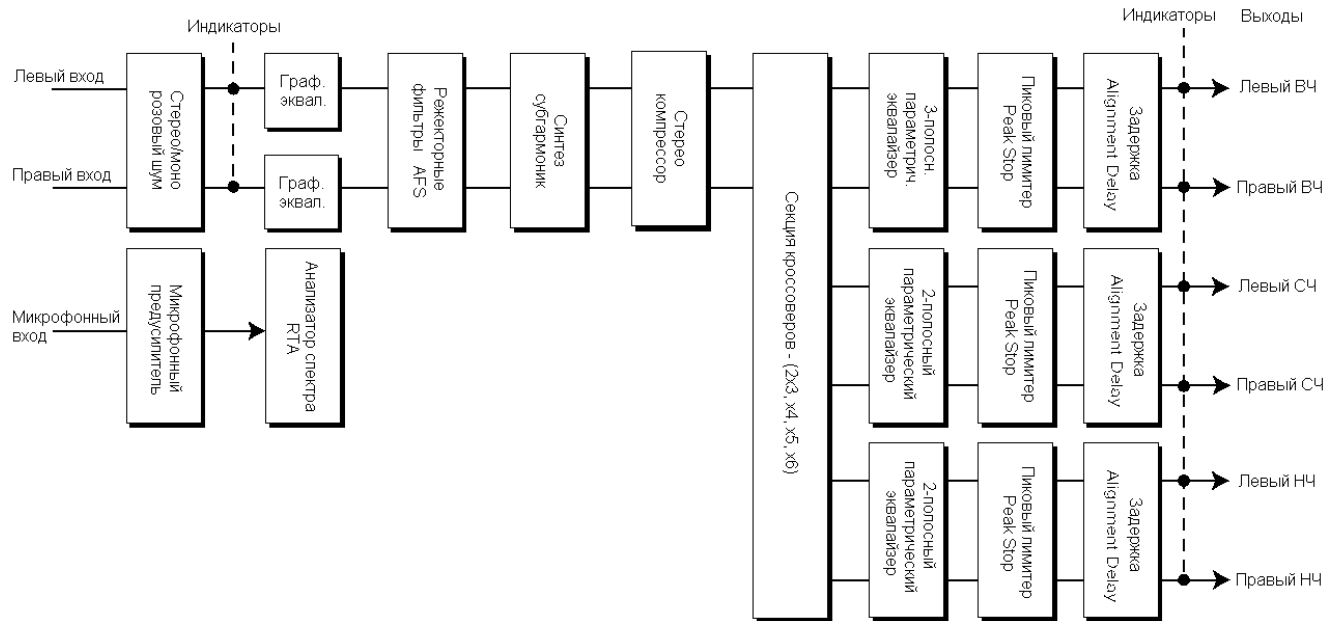 Индикаторы
Индикаторы
Выходы
Левый вход
Правый вход
Стерео/моно
розовый шум
Граф.
эквал.
Граф.
эквал.
Режекторные
фильтры AFS
Синтез
субгармоник
Стерео
компрессор
Секция кроссоверов - (2x3, x4, x5, x6)
3-полосн.
параметрич.
эквалайзер
Пиковый лимитер
Peak Stop
Задержка
Alignment Delay
Левый ВЧ
Правый ВЧ
Микрофонный
вход
Микрофонный
предусилитель
Анализатор спектра
RTA
2-полосный
параметрический
эквалайзер
Пиковый лимитер
Peak Stop
Задержка
Alignment Delay
Левый СЧ
Правый СЧ
2-полосный
параметрический
эквалайзер
Пиковый лимитер
Peak Stop
Задержка
Alignment Delay
Левый НЧ
Правый НЧ